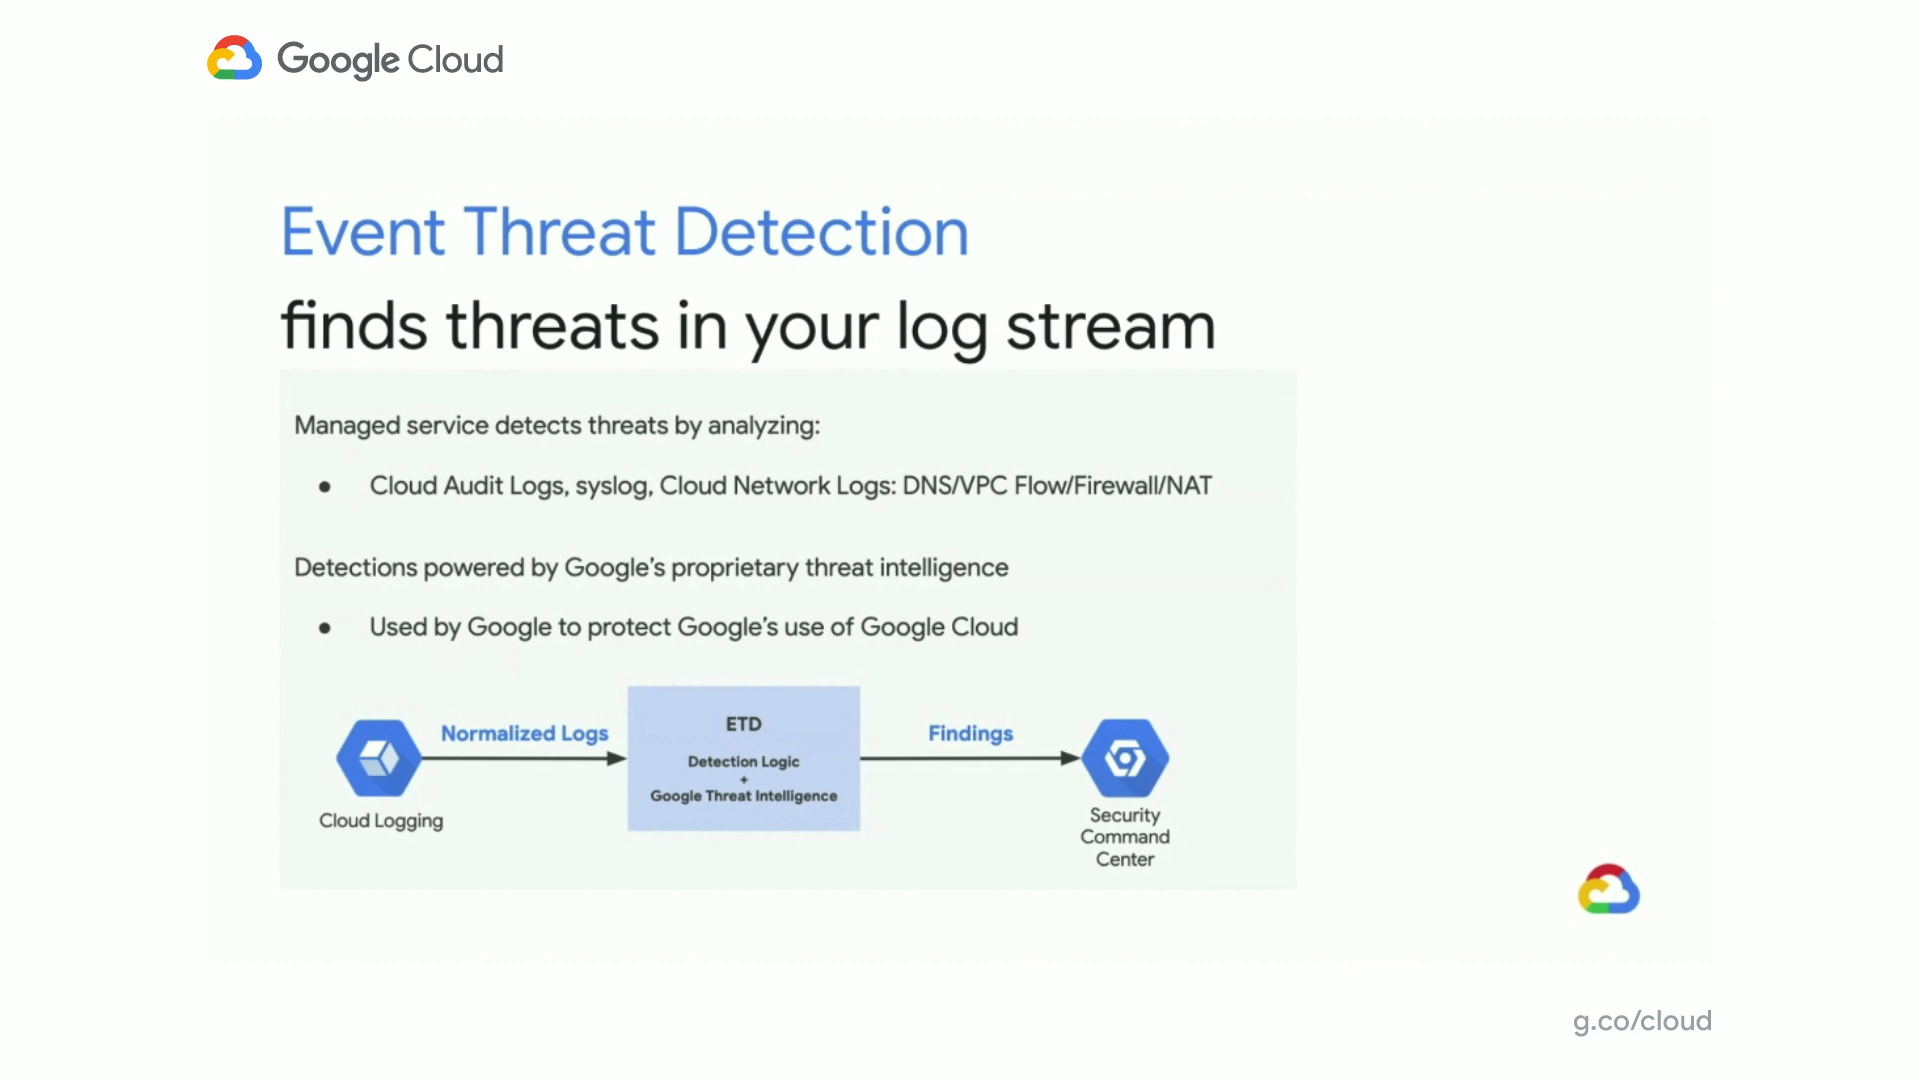 Google Cloud
Event Threat Detection
finds threats in your log stream
Managed service detects threats by analyzing:
● Cloud Audit Logs, syslog, Cloud Network Logs: DNS/VPC Flow/Firewall/NAT
Detections powered by Google’s proprietary threat intelligence
● Used by Google to protect Google’s use of Google Cloud
Normalized Logs
ETD
Detection Logic
+
Google Threat Intelligence
Findings
Cloud Logging
Security
Command
Center
g.co/cloud